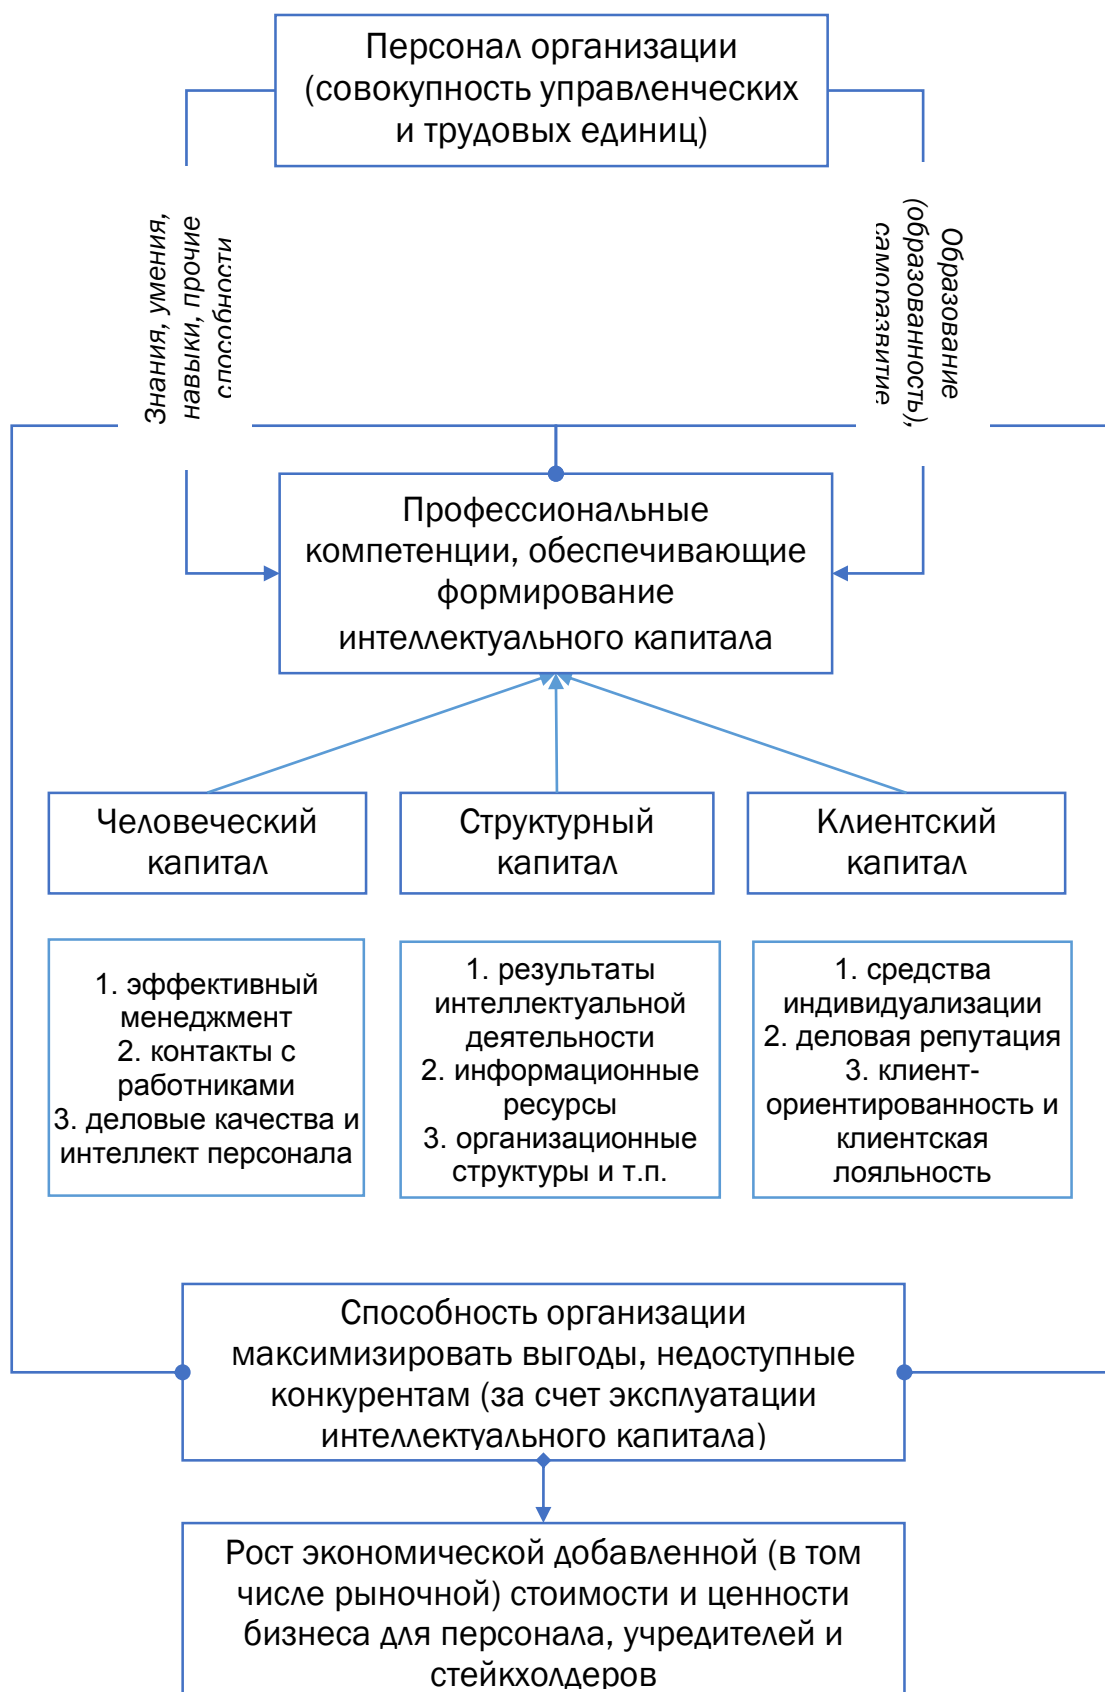 Персонал организации
(совокупность управленческих
и трудовых единиц)
Знания, умения,
навыки, прочие
способности
Образование
(образованность),
саморазвитие
Профессиональные
компетенции, обеспечивающие
формирование
интеллектуального капитала
Человеческий
капитал
Структурный
капитал
Клиентский
капитал
1. эффективный
менеджмент
2. контакты с
работниками
3. деловые качества и
интеллект персонала
1. результаты
интеллектуальной
деятельности
2. информационные
ресурсы
3. организационные
структуры и т.п.
1. средства
индивидуализации
2. деловая репутация
3. клиент-
ориентированность и
клиентская
лояльность
Способность организации
максимизировать выгоды, недоступные
конкурентам (за счет эксплуатации
интеллектуального капитала)
Рост экономической добавленной (в том
числе рыночной) стоимости и ценности
бизнеса для персонала, учредителей и
стейкхолдеров